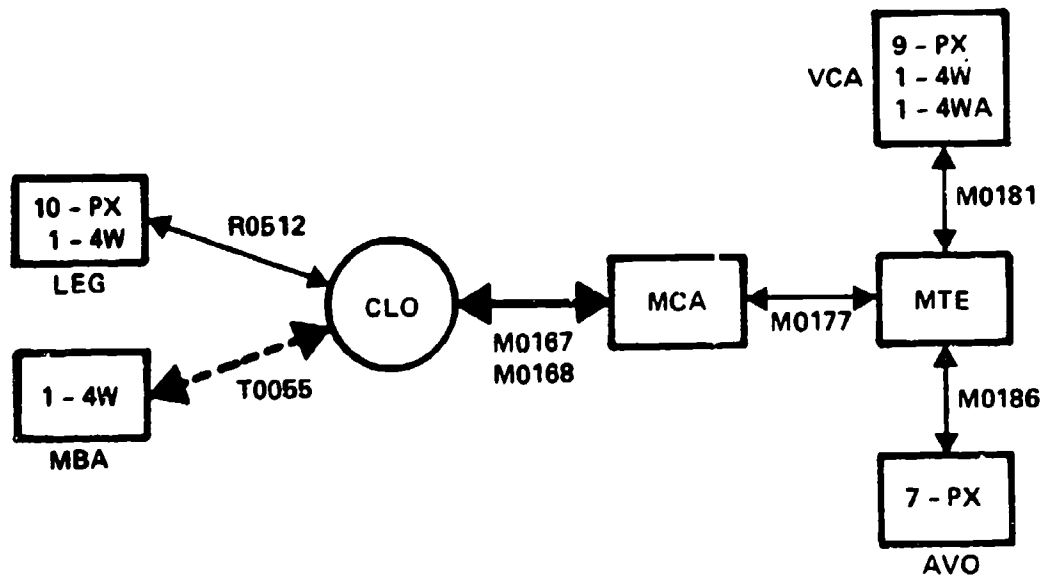 VCA
9 - PX
1 - 4W
1 - 4WA
M0181
10 - PX
1 - 4W
LEG
R0512
CLO
M0167
M0168
MCA
M0177
MTE
1 - 4W
MBA
T0055
M0186
7 - PX
AVO